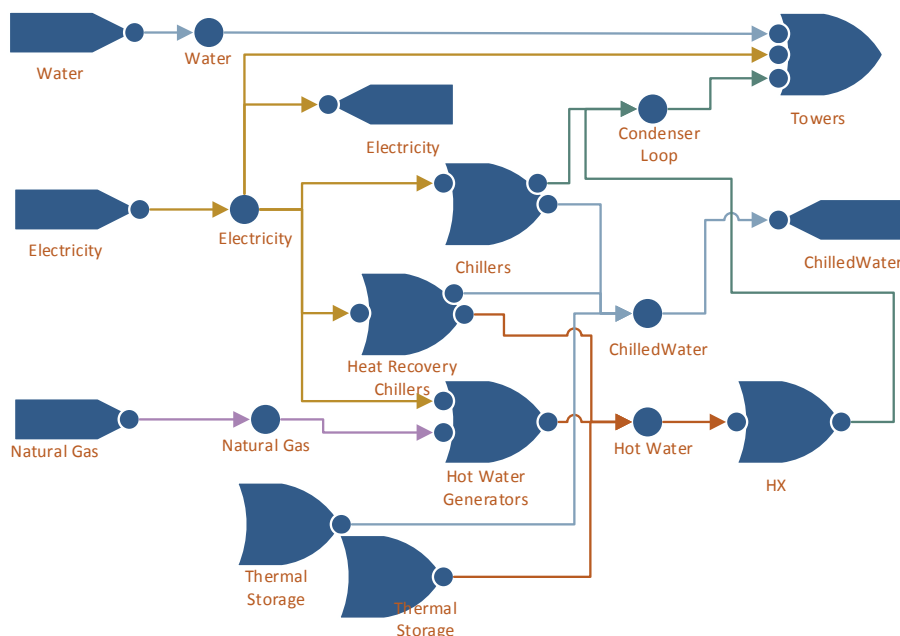 Water
Water
Towers
Electricity
Condenser
Loop
Electricity
Electricity
Chillers
ChilledWater
ChilledWater
Heat Recovery
Chillers
Natural Gas
Natural Gas
Hot Water
Generators
Hot Water
HX
Thermal
Storage
Thermal
Storage